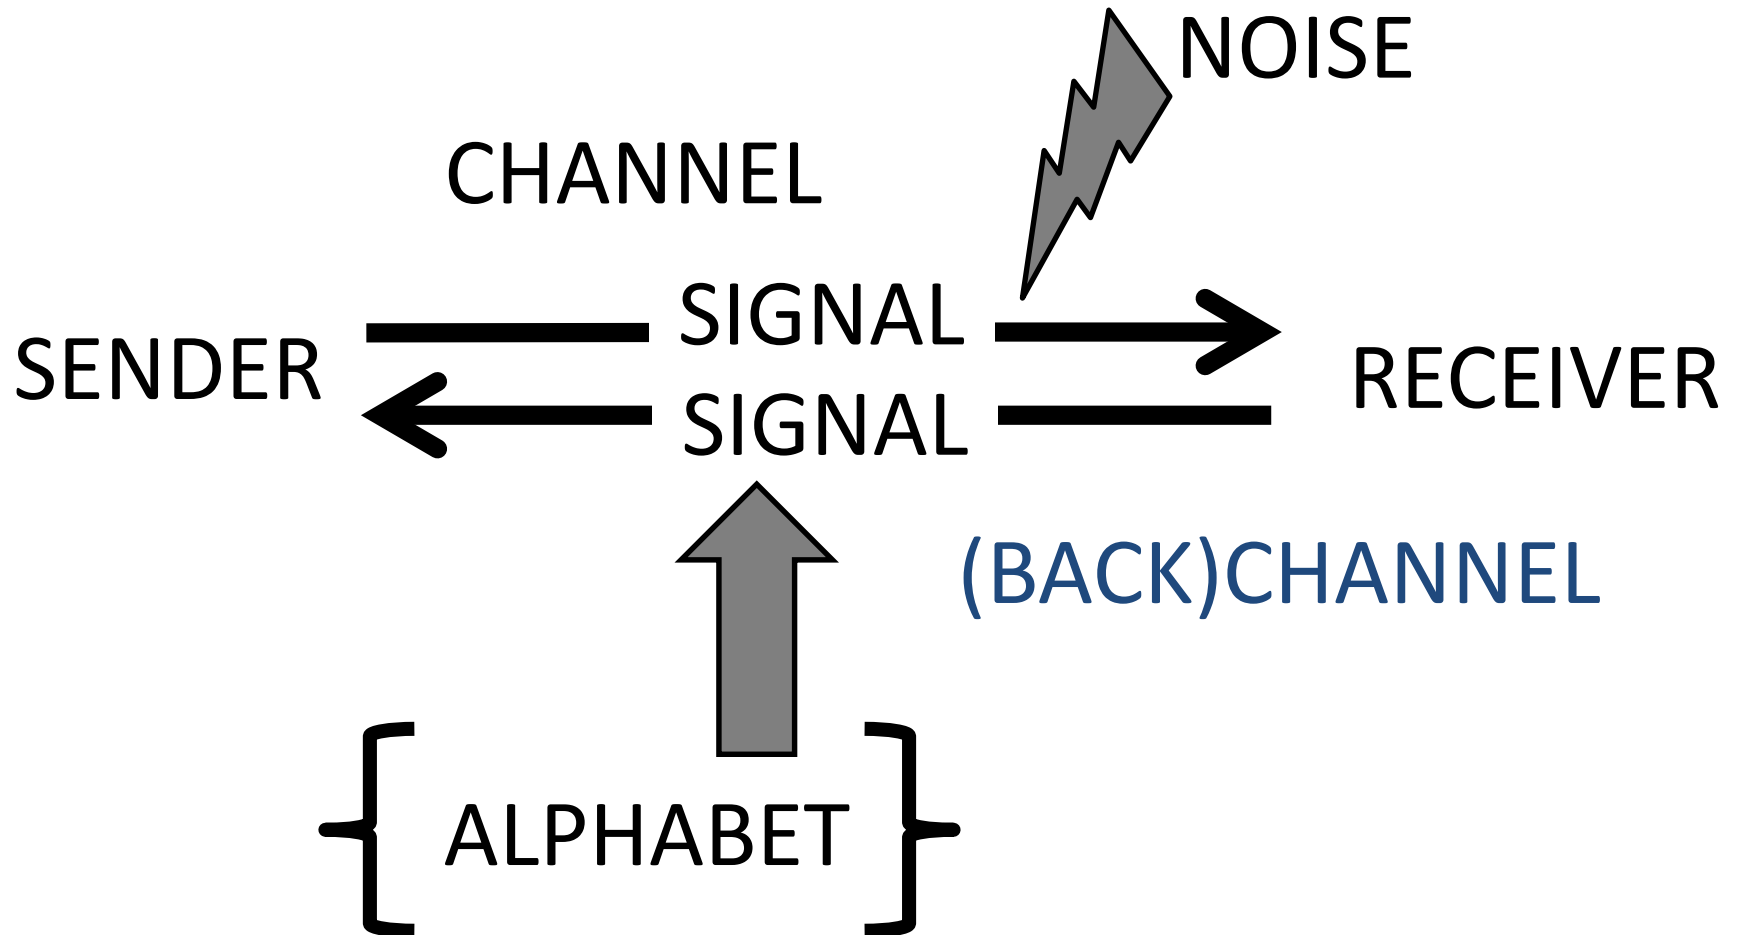 NOISE
CHANNEL
SIGNAL
SENDER
RECEIVER
SIGNAL
(BACK)CHANNEL
ALPHABET